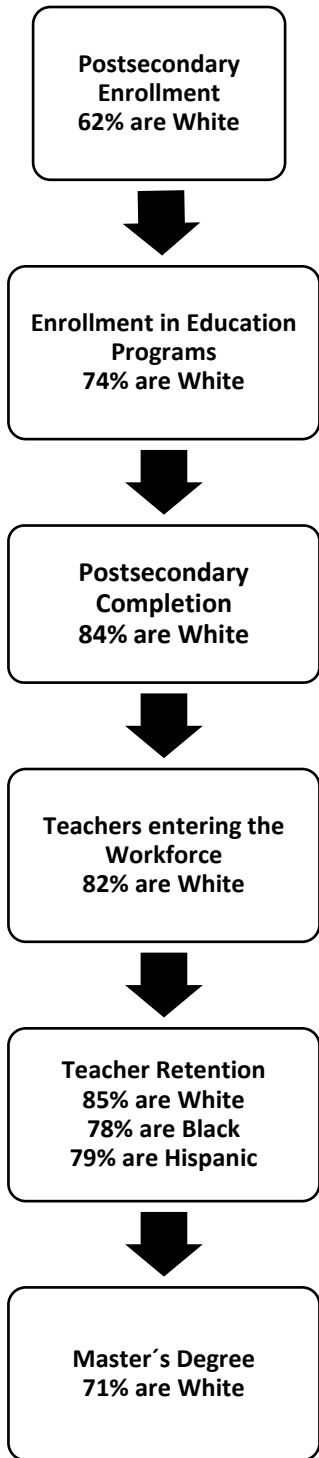 Postsecondary
Enrollment
62% are White
Enrollment in Education
Programs
74% are White
Postsecondary
Completion
84% are White
Teachers entering the
Workforce
82% are White
Teacher Retention
85% are White
78% are Black
79% are Hispanic
Master´s Degree
71% are White